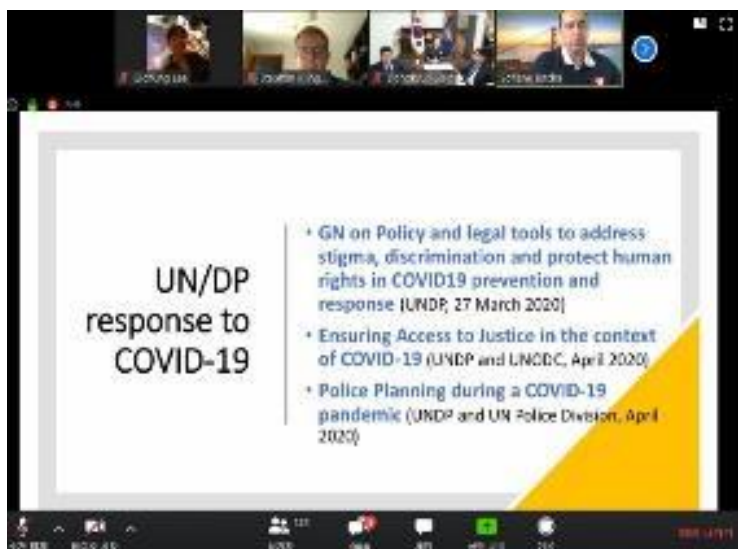 UN/DP
response to
COVID-19
• GN on Policy and legal tools to address
stigma, discrimination and protect human
rights in COVID19 prevention and
response (UNDP, 27 March 2020)
• Ensuring Access to Justice in the context
of COVID-19 (UNDP and UNODC, April 2020)
• Police Planning during a COVID-19
pandemic (UNDP and UN Police Division, April
2020)